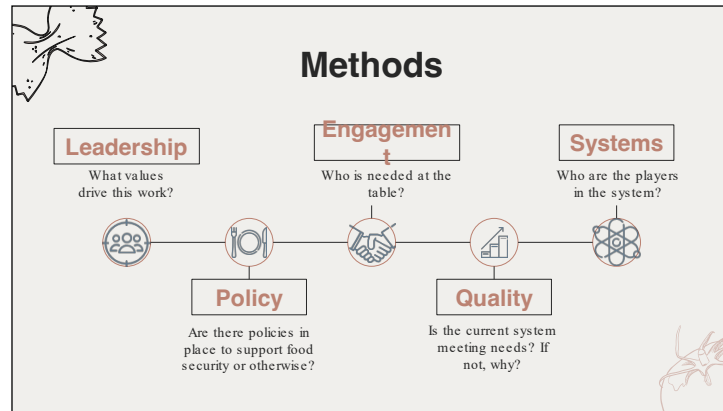 Methods
Leadership
What values
drive this work?
Policy
Are there policies in
place to support food
security or otherwise?
Engagemen
t
Who is needed at the
table?
Quality
Is the current system
meeting needs? If
not, why?
Systems
Who are the players
in the system?